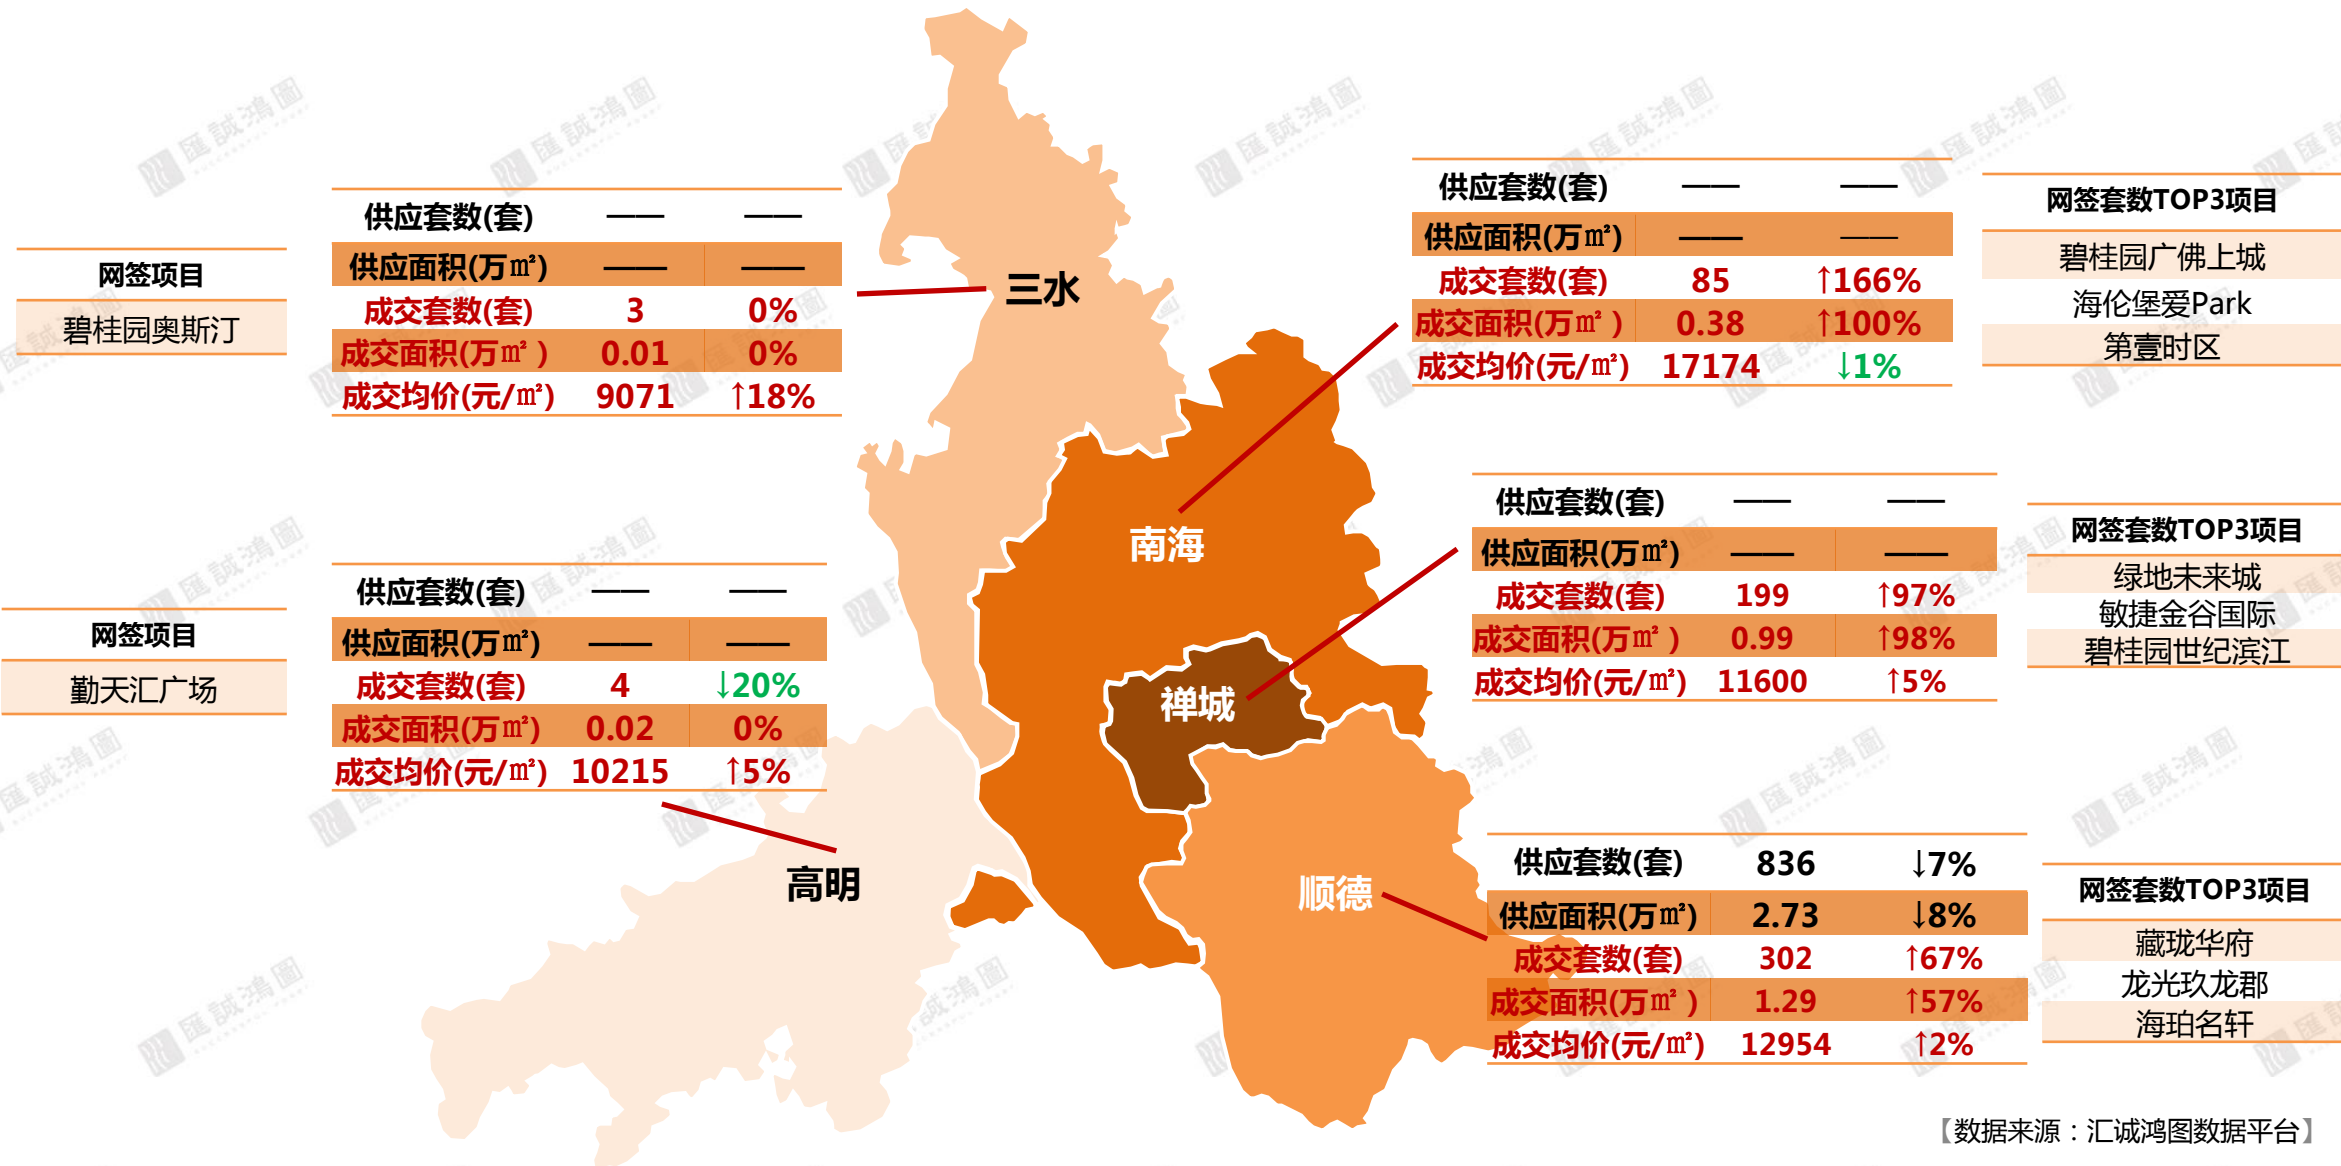 供应套数(套) —— ——
供应面积(万㎡) —— ——
成交套数(套) 3 0%
成交面积(万㎡) 0.01 0%
成交均价(元/㎡) 9071 ↑18%
网签项目
碧桂园奥斯汀
三水
供应套数(套) —— ——
供应面积(万㎡) —— ——
成交套数(套) 85 ↑166%
成交面积(万㎡) 0.38 ↑100%
成交均价(元/㎡) 17174 ↓1%
网签套数TOP3项目
碧桂园广佛上城
海伦堡爱Park
第壹时区
南海
供应套数(套) —— ——
供应面积(万㎡) —— ——
成交套数(套) 199 ↑97%
成交面积(万㎡) 0.99 ↑98%
成交均价(元/㎡) 11600 ↑5%
网签套数TOP3项目
绿地未来城
敏捷金谷国际
碧桂园世纪滨江
禅城
供应套数(套) —— ——
供应面积(万㎡) —— ——
成交套数(套) 4 ↓20%
成交面积(万㎡) 0.02 0%
成交均价(元/㎡) 10215 ↑5%
网签项目
勤天汇广场
高明
顺德
供应套数(套) 836 ↓7%
供应面积(万㎡) 2.73 ↓8%
成交套数(套) 302 ↑67%
成交面积(万㎡) 1.29 ↑57%
成交均价(元/㎡) 12954 ↑2%
网签套数TOP3项目
藏珑华府
龙光玖龙郡
海珀名轩
【数据来源：汇诚鸿图数据平台】
匯誠鴻圖